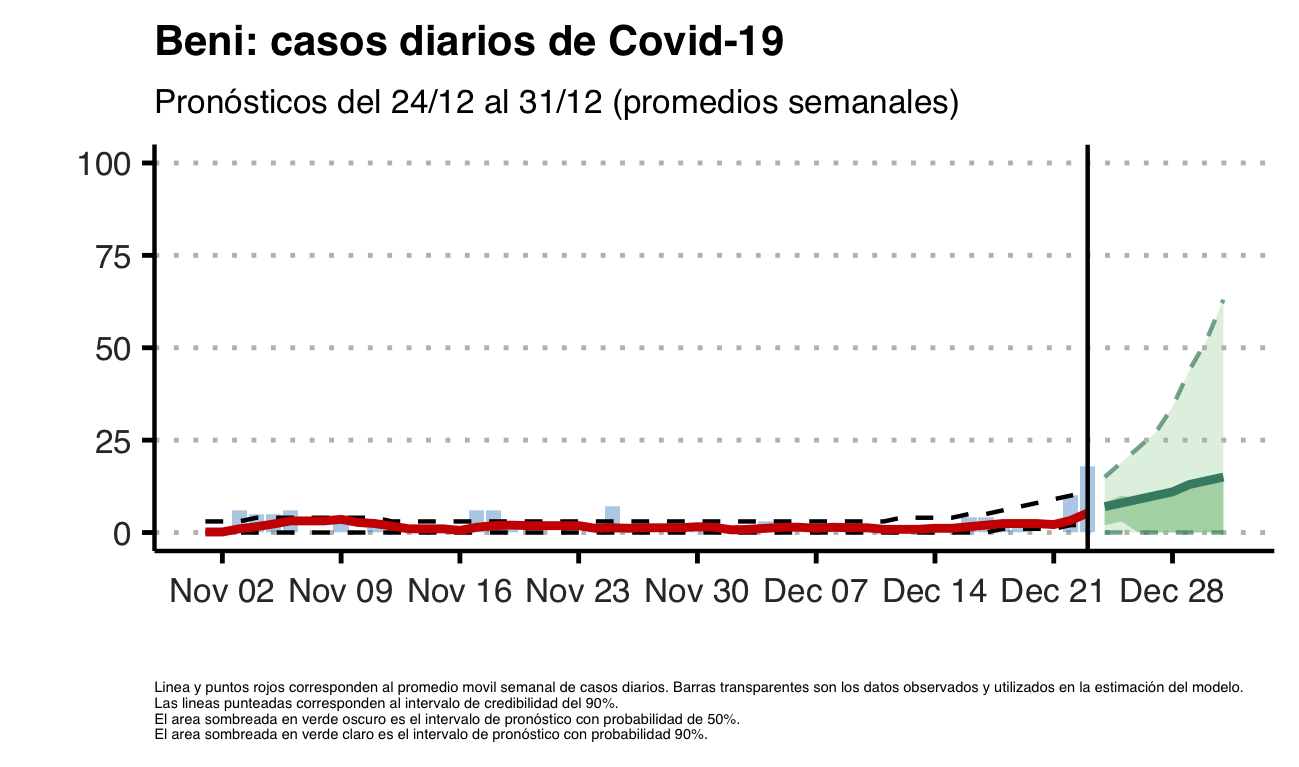 Beni: casos diarios de Covid-19
Pronósticos del 24/12 al 31/12 (promedios semanales)
100
75
50
25
0
Nov 02 Nov 09 Nov 16 Nov 23 Nov 30 Dec 07 Dec 14 Dec 21 Dec 28
Linea y puntos rojos corresponden al promedio movil semanal de casos diarios. Barras transparentes son los datos observados y utilizados en la estimación del modelo.
Las lineas punteadas corresponden al intervalo de credibilidad del 90%.
El area sombreada en verde oscuro es el intervalo de pronóstico con probabilidad de 50%.
El area sombreada en verde claro es el intervalo de pronóstico con probabilidad 90%.